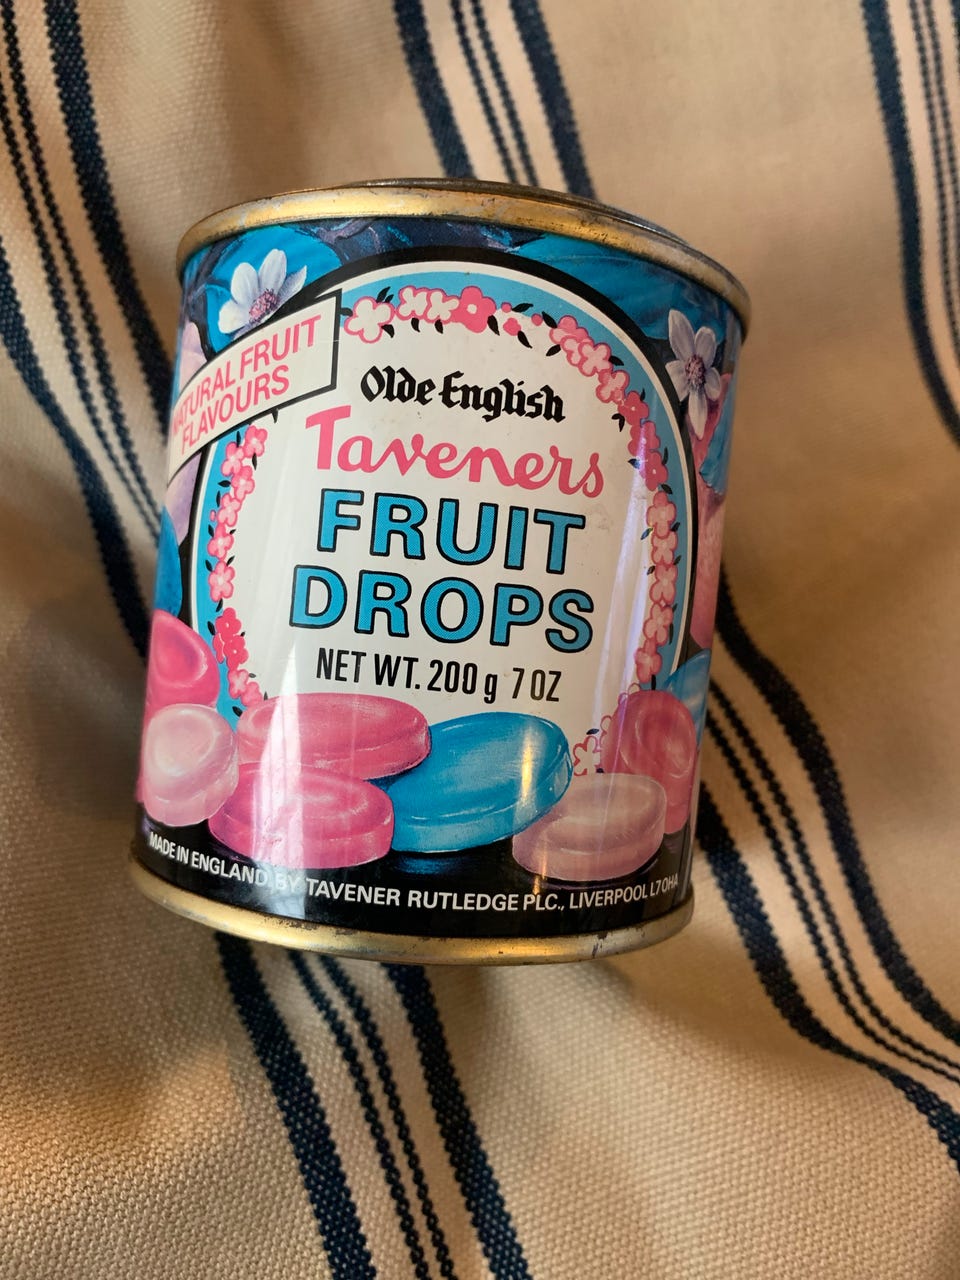 NATURAL FRUIT
FLAVOURS
Olde English
Taveners
FRUIT
DROPS
NET WT. 200g 7 OZ
MADE IN ENGLAND BY TAVENER RUTLEDGE PLC., LIVERPOOL L7 0HA